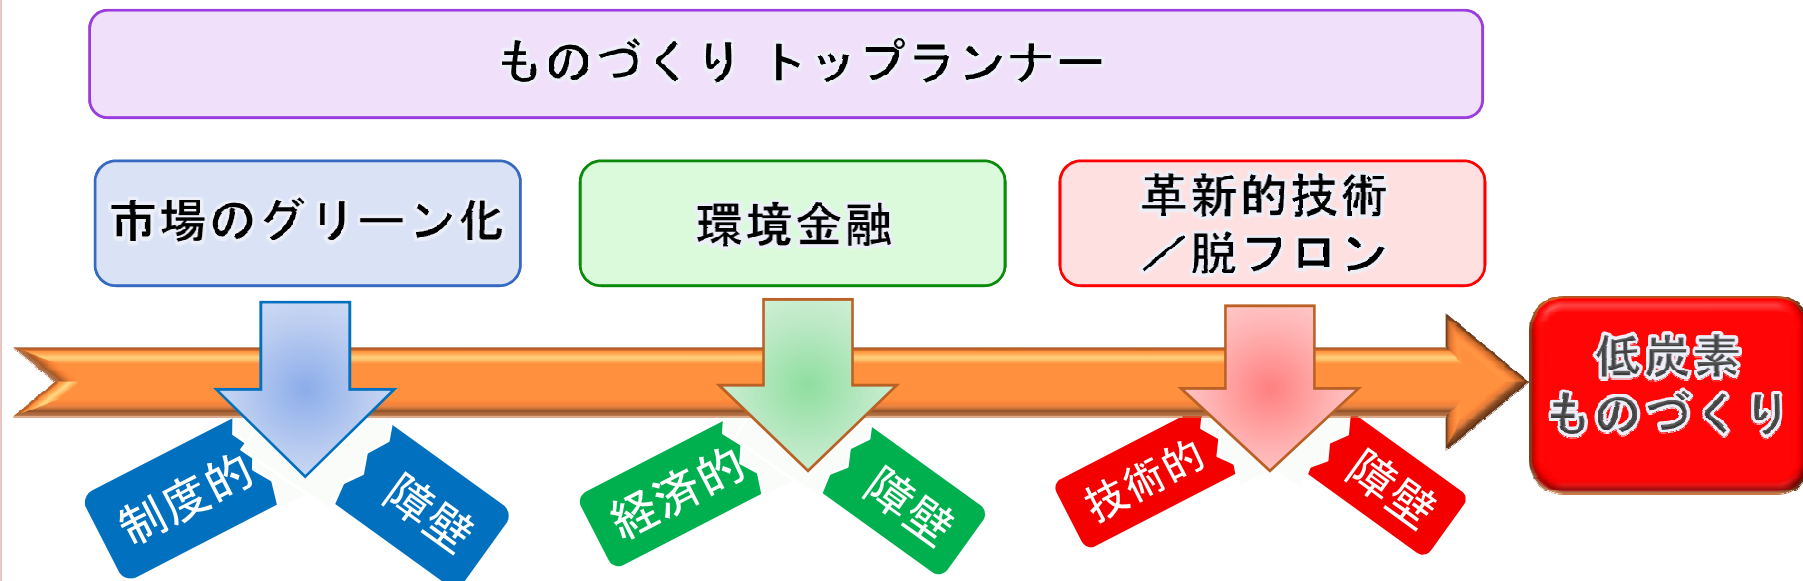 ものづくり トップランナー
市場のグリーン化
環境金融
革新的技術
／脱フロン
低炭素
ものづくり
制度的
障壁
経済的
障壁
技術的
障壁